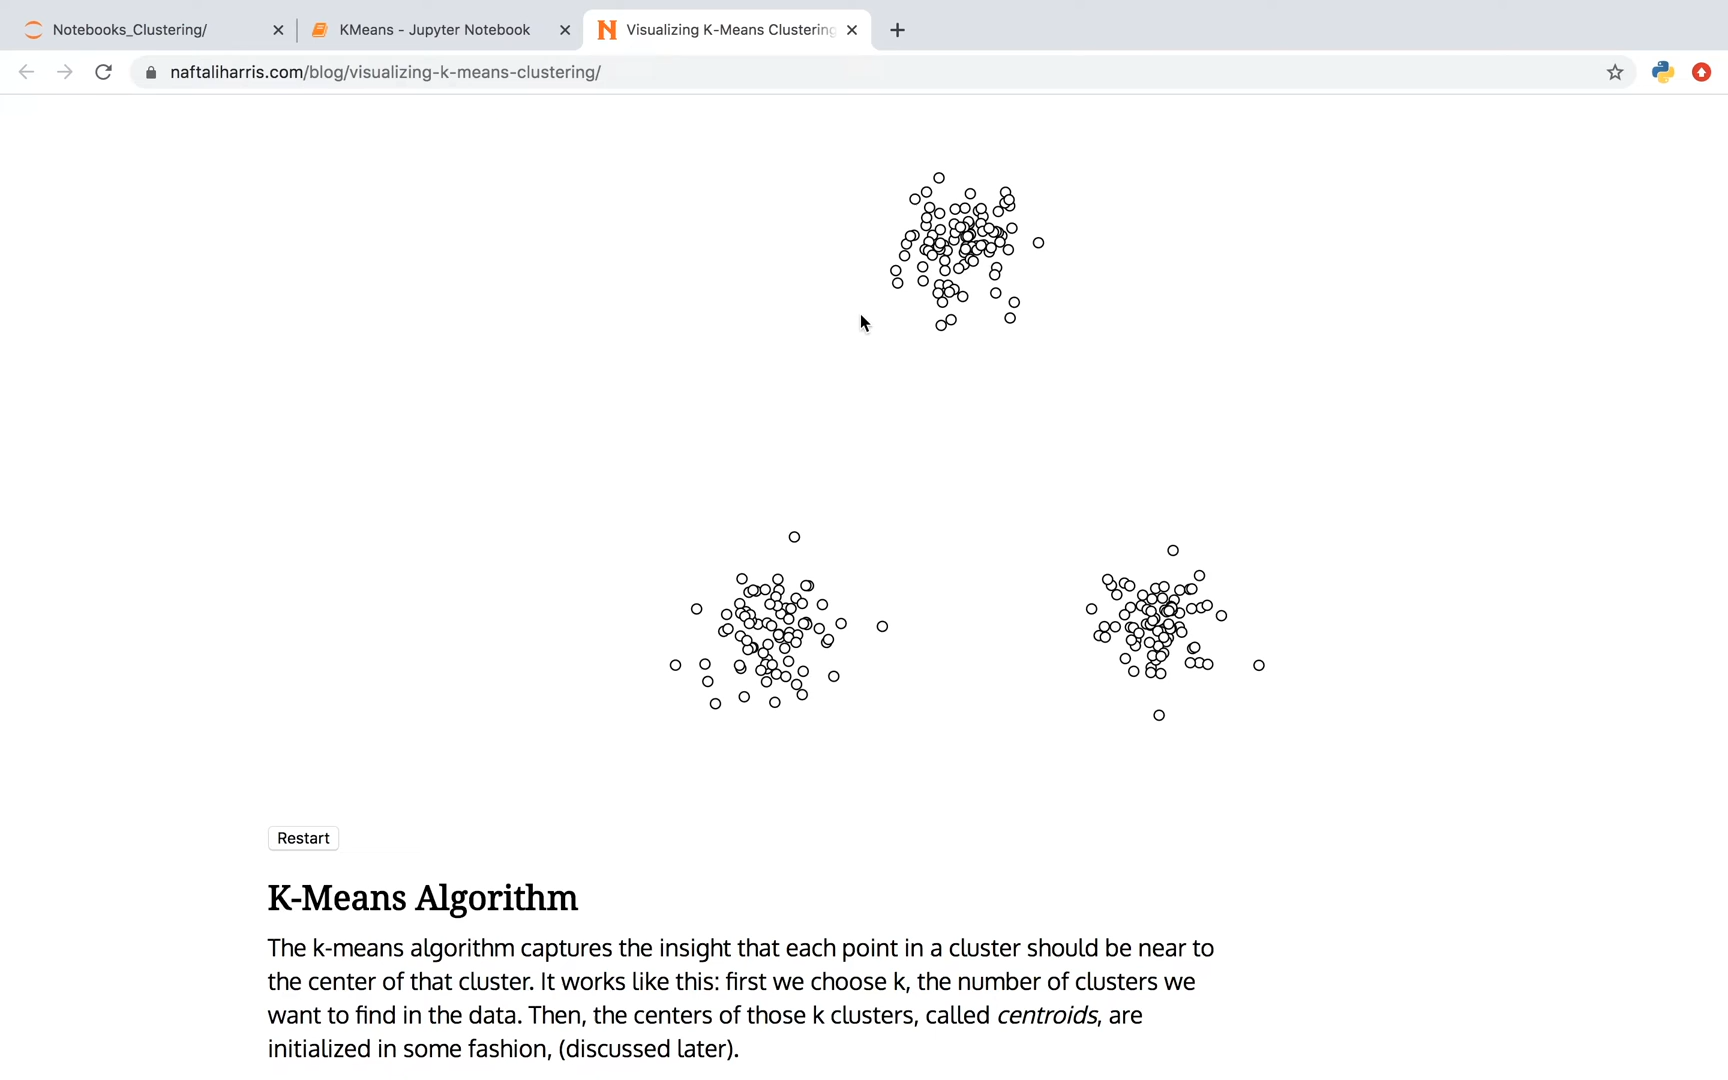 Notebooks_Clustering/
KMeans - Jupyter Notebook
Visualizing K-Means Clustering
naftaliharris.com/blog/visualizing-k-means-clustering/
Restart
K-Means Algorithm
The k-means algorithm captures the insight that each point in a cluster should be near to
the center of that cluster. It works like this: first we choose k, the number of clusters we
want to find in the data. Then, the centers of those k clusters, called centroids, are
initialized in some fashion, (discussed later).